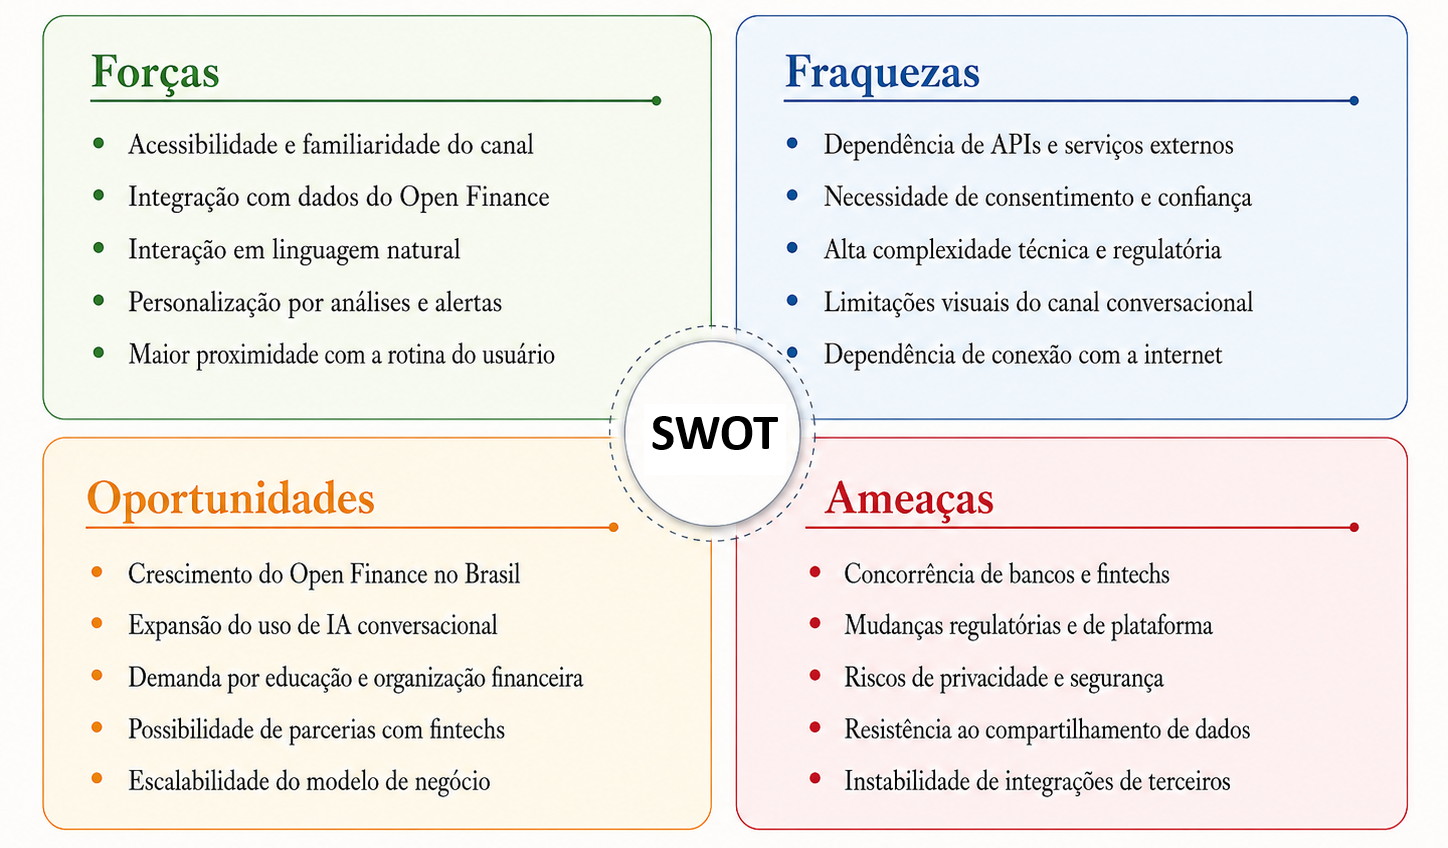 Forças
Acessibilidade e familiaridade do canal
Integração com dados do Open Finance
Interação em linguagem natural
Personalização por análises e alertas
Maior proximidade com a rotina do usuário
Fraquezas
Dependência de APIs e serviços externos
Necessidade de consentimento e confiança
Alta complexidade técnica e regulatória
Limitações visuais do canal conversacional
Dependência de conexão com a internet
SWOT
Oportunidades
Crescimento do Open Finance no Brasil
Expansão do uso de IA conversacional
Demanda por educação e organização financeira
Possibilidade de parcerias com fintechs
Escalabilidade do modelo de negócio
Ameaças
Concorrência de bancos e fintechs
Mudanças regulatórias e de plataforma
Riscos de privacidade e segurança
Resistência ao compartilhamento de dados
Instabilidade de integrações de terceiros